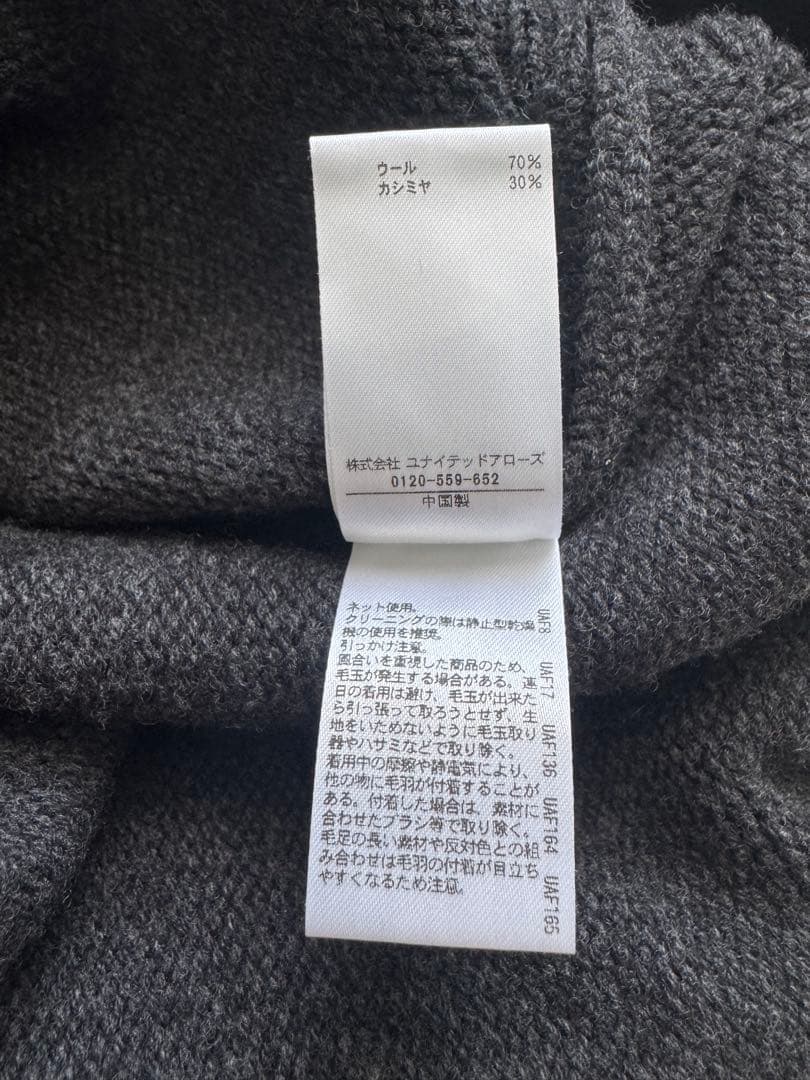 ウール 70%
カシミヤ 30%
株式会社 ユナイテッドアローズ
0120-559-652
中国製
ネット使用。
クリーニングの際は静止型乾燥
機の使用を推奨。
引っかけ注意。
風合いを重視した商品のため、
毛玉が発生する場合がある。連
日の着用は避け、毛玉が出来た
ら引っ張って取ろうとせず、生
地をいためないように毛玉取り
器やハサミなどで取り除く。
着用中の摩擦や静電気により、
他の物に毛羽が付着することが
ある。付着した場合は、素材に
合わせたブラシ等で取り除く。
毛足の長い素材や反対色との組
み合わせは毛羽の付着が目立ち
やすくなるため注意。
UAF8 UAF17 UAF136 UAF164 UAF165